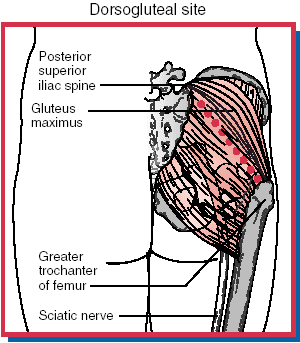 Dorsogluteal site
Posterior
superior
iliac spine
Gluteus
maximus
Greater
trochanter
of femur
Sciatic nerve